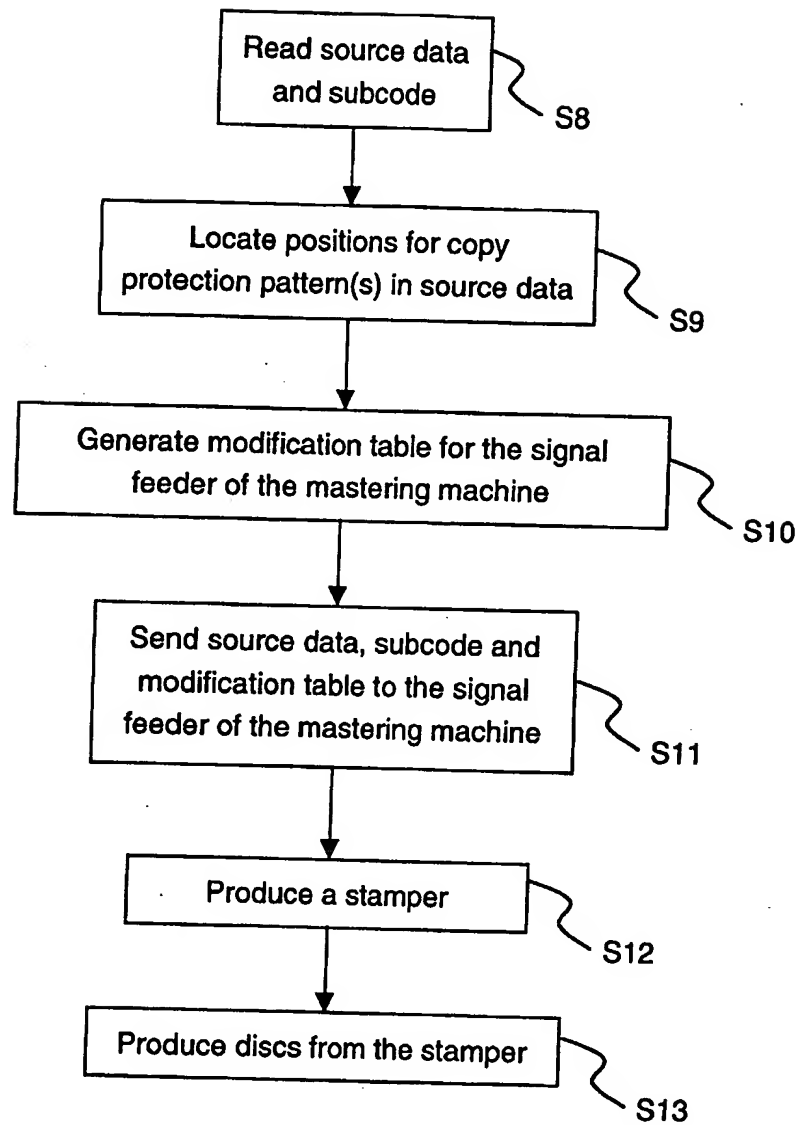 Read source data
and subcode
S8
Locate positions for copy
protection pattern(s) in source data
S9
Generate modification table for the signal
feeder of the mastering machine
S10
Send source data, subcode and
modification table to the signal
feeder of the mastering machine
S11
Produce a stamper
S12
Produce discs from the stamper
S13